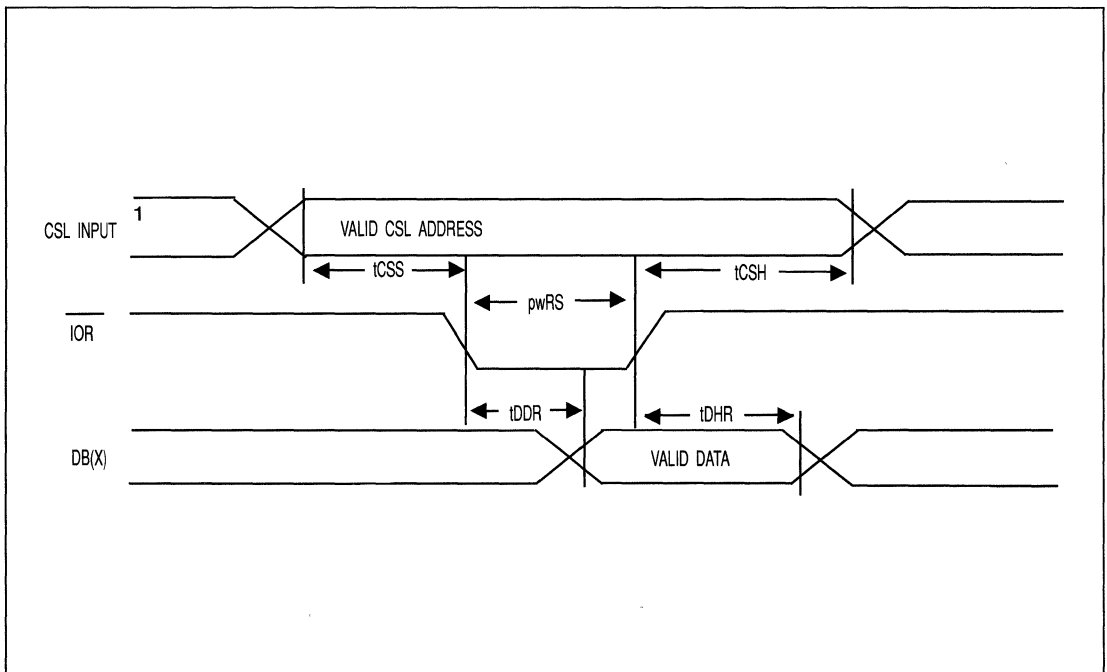 CSL INPUT 1
VALID CSL ADDRESS
tCSS
tCSH
pwRS
IOR
tDDR
tDHR
DB(X)
VALID DATA